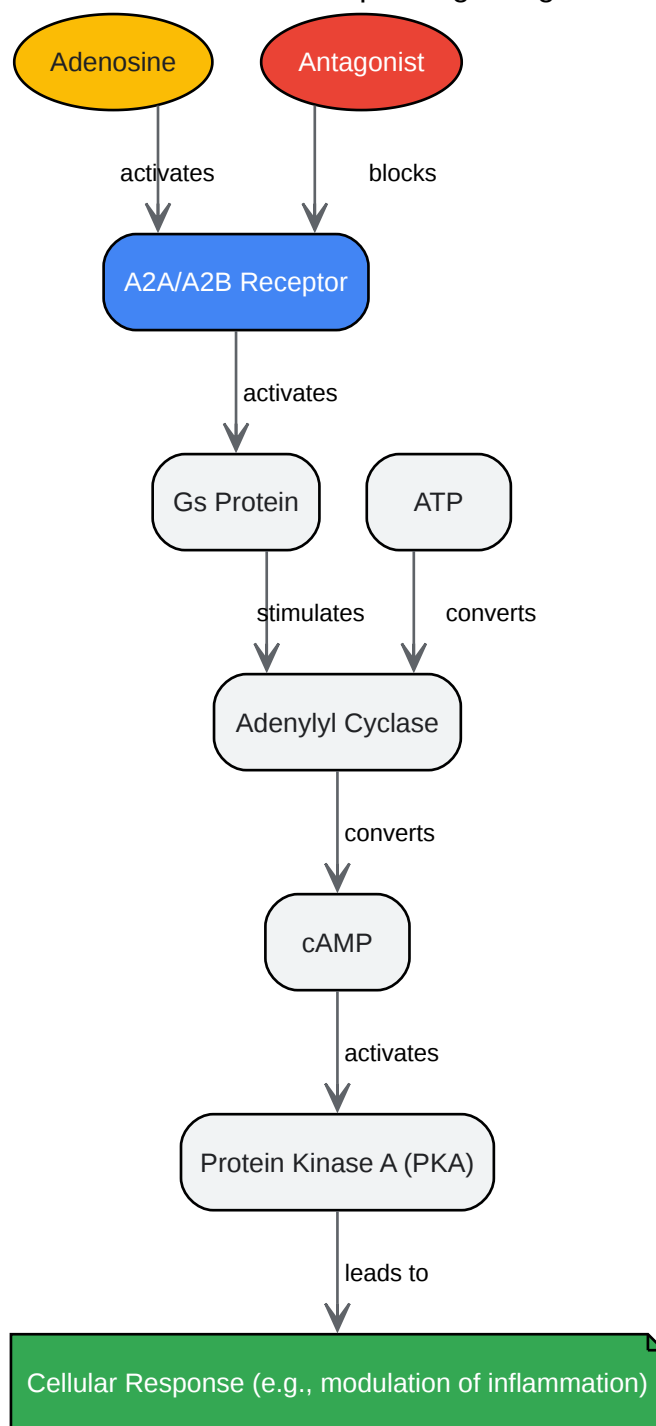 Adenosine
Antagonist
activates
blocks
A2A/A2B Receptor
activates
Gs Protein
ATP
stimulates
converts
Adenylyl Cyclase
converts
cAMP
activates
Protein Kinase A (PKA)
leads to
Cellular Response (e.g., modulation of inflammation)